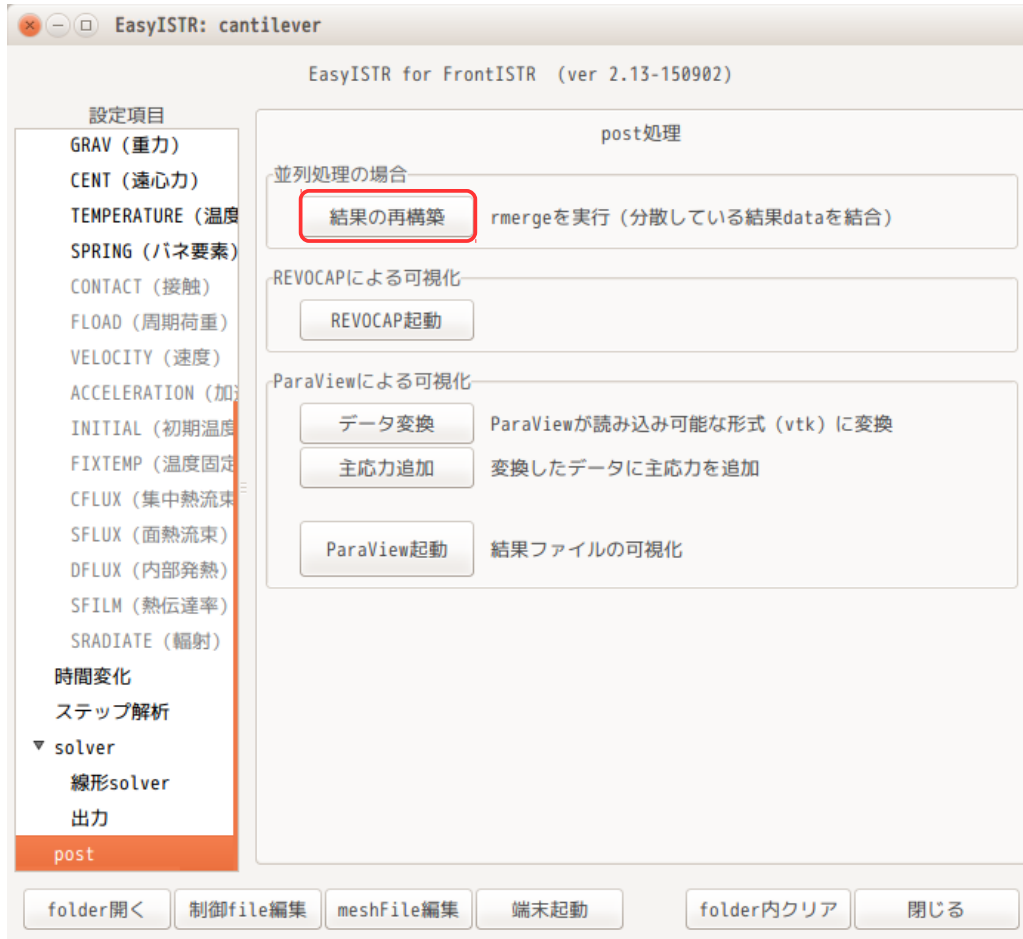 EasyISTR: cantilever
EasyISTR for FrontISTR (ver 2.13-150902)
設定項目
GRAV (重力)
CENT (遠心力)
TEMPERATURE (温度
SPRING (バネ要素)
CONTACT (接触)
FLOAD (周期荷重)
VELOCITY (速度)
ACCELERATION (加
INITIAL (初期温度
FIXTEMP (温度固定
CFLUX (集中熱流束
SFLUX (面熱流束)
DFLUX (内部発熱)
SFILM (熱伝達率)
SRADIATE (輻射)
時間変化
ステップ解析
solver
線形solver
出力
post
post処理
並列処理の場合
結果の再構築 rmergeを実行 (分散している結果dataを結合)
REVOCAPによる可視化
REVOCAP起動
ParaViewによる可視化
データ変換 ParaViewが読み込み可能な形式 (vtk) に変換
主応力追加 変換したデータに主応力を追加
ParaView起動 結果ファイルの可視化
folder開く 制御file編集 meshFile編集 端末起動 folder内クリア 閉じる